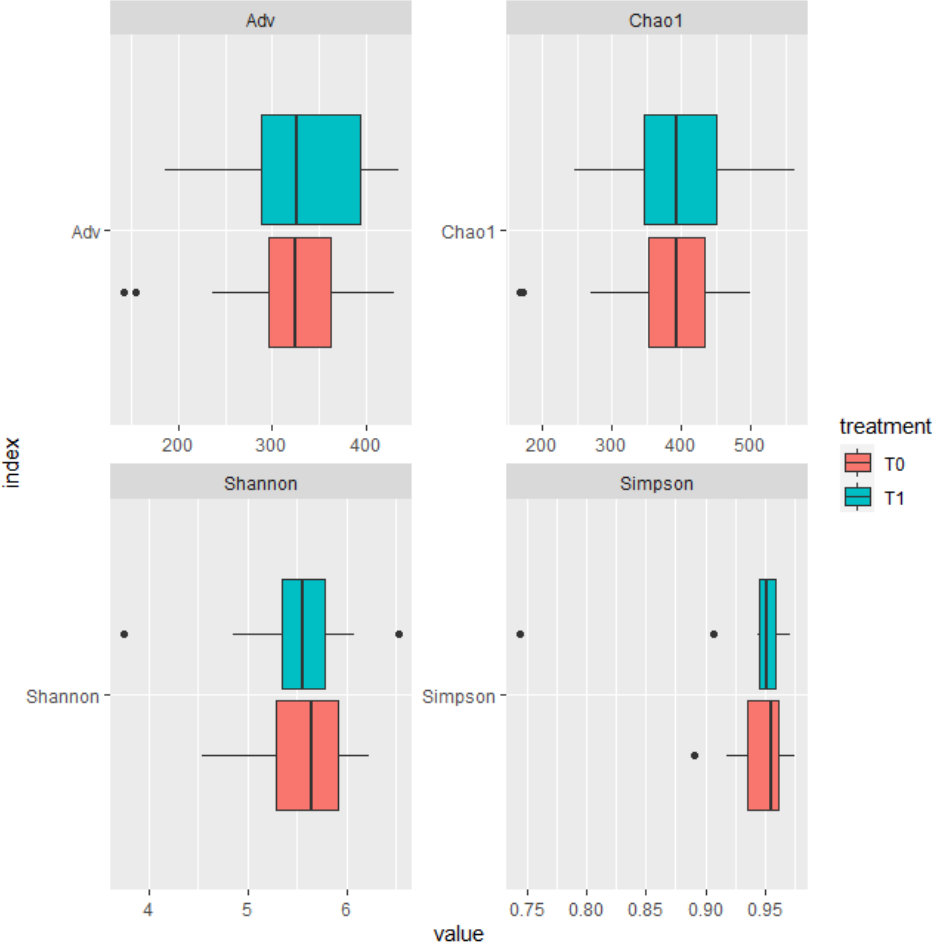 Adv
Chao1
Adv
Chao1
200 300 400
200 300 400 500
index
treatment
T0
T1
Shannon
Simpson
Shannon
Simpson
4 5 6
0.75 0.80 0.85 0.90 0.95
value